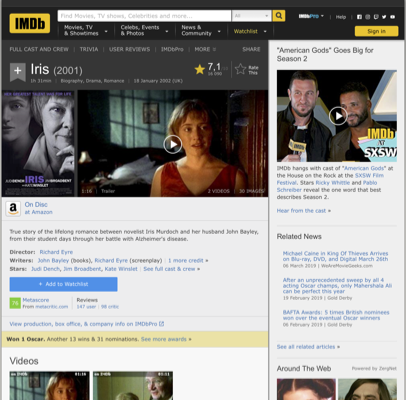 IMDb
Find Movies, TV shows, Celebrities and more...
All
IMDbPro
Help
Movies, TV
& Showtimes
Celebs, Events
& Photos
News &
Community
Watchlist
Sign in
FULL CAST AND CREW | TRIVIA | USER REVIEWS | IMDbPro | MORE
SHARE
Iris (2001)
7,1
Rate
This
1h 31min | Biography, Drama, Romance | 18 January 2002 (UK)
JUDI DENCH JIM BROADBENT
KATE WINSLET
IRIS
1:16 | Trailer
2 VIDEOS | 30 IMAGES
On Disc
at Amazon
True story of the lifelong romance between novelist Iris Murdoch and her husband John Bayley,
from their student days through her battle with Alzheimer's disease.
Director: Richard Eyre
Writers: John Bayley (books), Richard Eyre (screenplay) | 1 more credit »
Stars: Judi Dench, Jim Broadbent, Kate Winslet | See full cast & crew »
+ Add to Watchlist
Metascore
From metacritic.com
Reviews
147 user | 98 critic
View production, box office, & company info on IMDbPro
Won 1 Oscar. Another 13 wins & 31 nominations. See more awards »
Videos
"American Gods" Goes Big for
Season 2
IMDb
at
SXSW
IMDb hangs with cast of "American Gods" at
the House on the Rock at the SXSW Film
Festival. Stars Ricky Whittle and Pablo
Schreiber reveal the one word that best
describes Season 2.
Hear from the cast »
Related News
Michael Caine in King Of Thieves Arrives
on Blu-ray, DVD, and Digital March 26th
06 March 2019 | WeAreMovieGeeks.com
After an unprecedented sweep by all 4
acting Oscar champs, only Mahershala Ali
can be perfect this year
19 February 2019 | Gold Derby
BAFTA Awards: 5 times British nominees
won over the eventual Oscar winners
19 February 2019 | Gold Derby
See all related articles »
Around The Web
Powered by ZergNet